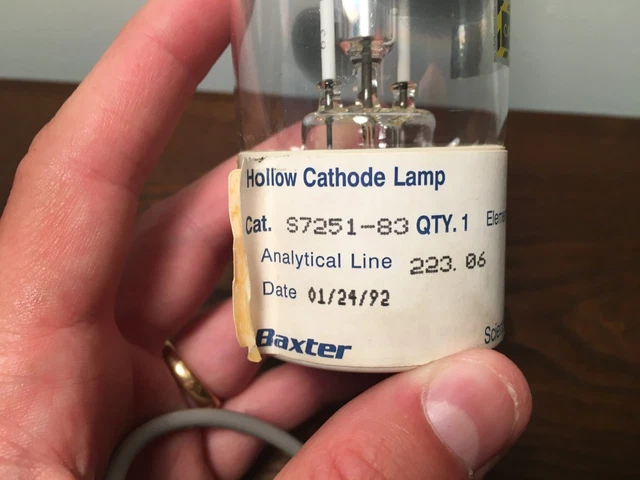 Hollow Cathode Lamp
Cat. S7251-83 QTY. 1
Analytical Line 223.06
Date 01/24/92
Baxter